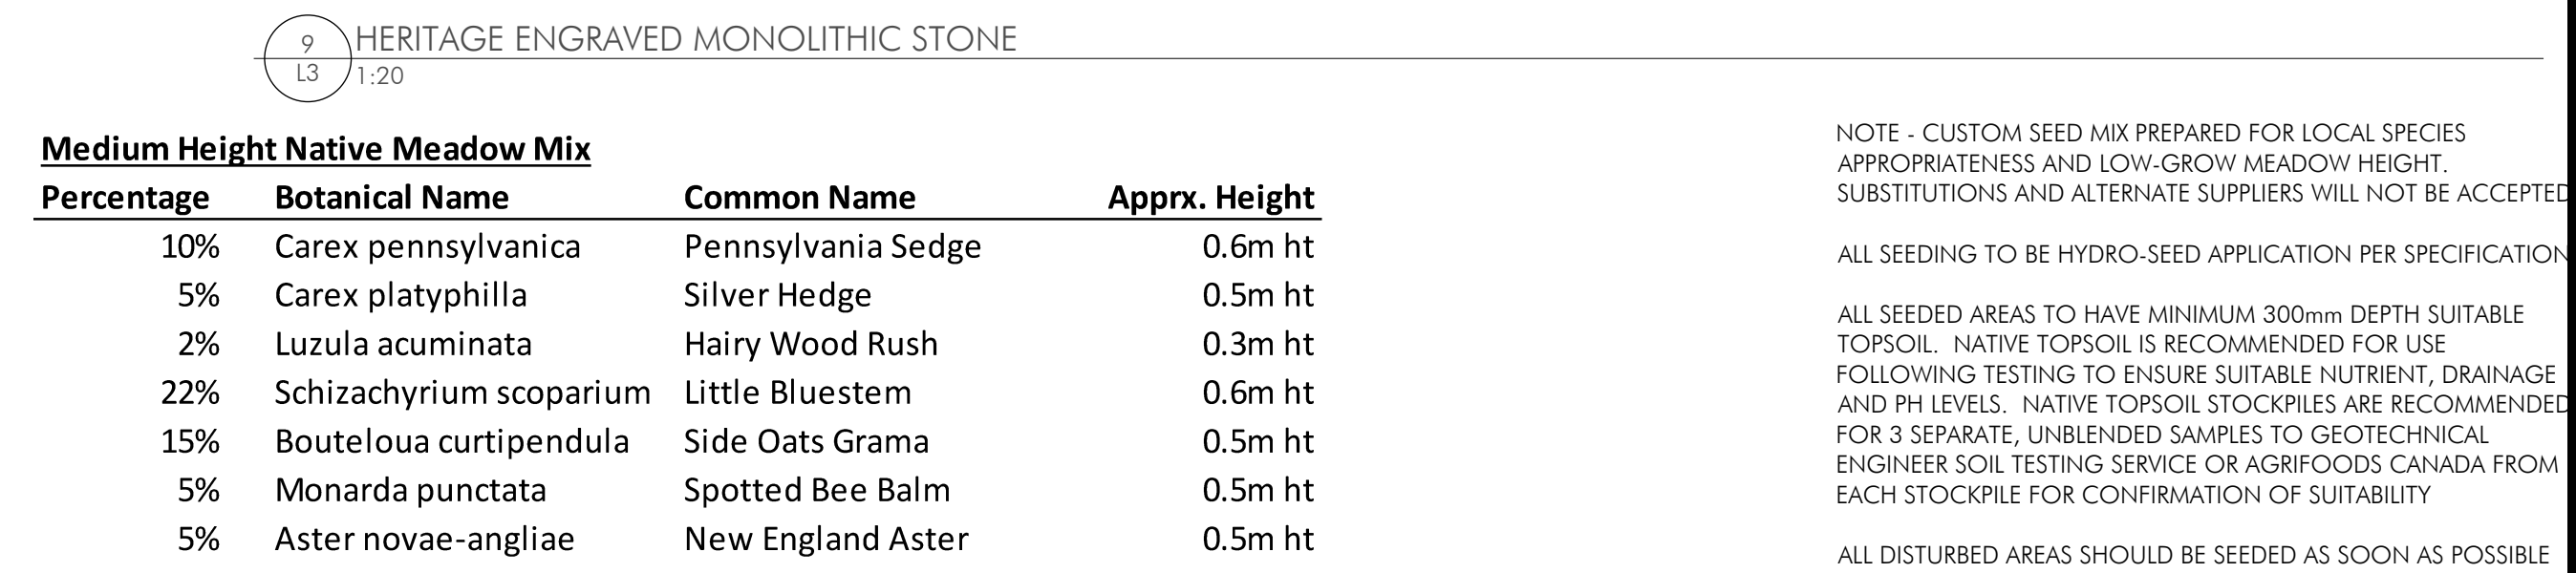 9
L3
HERITAGE ENGRAVED MONOLITHIC STONE
1:20
Medium Height Native Meadow Mix
Percentage Botanical Name Common Name Apprx. Height
10% Carex pennsylvanica Pennsylvania Sedge 0.6m ht
5% Carex platyphilla Silver Hedge 0.5m ht
2% Luzula acuminata Hairy Wood Rush 0.3m ht
22% Schizachyrium scoparium Little Bluestem 0.6m ht
15% Bouteloua curtipendula Side Oats Grama 0.5m ht
5% Monarda punctata Spotted Bee Balm 0.5m ht
5% Aster novae-angliae New England Aster 0.5m ht
NOTE - CUSTOM SEED MIX PREPARED FOR LOCAL SPECIES
APPROPRIATENESS AND LOW-GROW MEADOW HEIGHT.
SUBSTITUTIONS AND ALTERNATE SUPPLIERS WILL NOT BE ACCEPTED
ALL SEEDING TO BE HYDRO-SEED APPLICATION PER SPECIFICATION
ALL SEEDED AREAS TO HAVE MINIMUM 300mm DEPTH SUITABLE
TOPSOIL. NATIVE TOPSOIL IS RECOMMENDED FOR USE
FOLLOWING TESTING TO ENSURE SUITABLE NUTRIENT, DRAINAGE
AND PH LEVELS. NATIVE TOPSOIL STOCKPILES ARE RECOMMENDED
FOR 3 SEPARATE, UNBLENDED SAMPLES TO GEOTECHNICAL
ENGINEER SOIL TESTING SERVICE OR AGRIFOODS CANADA FROM
EACH STOCKPILE FOR CONFIRMATION OF SUITABILITY
ALL DISTURBED AREAS SHOULD BE SEEDED AS SOON AS POSSIBLE